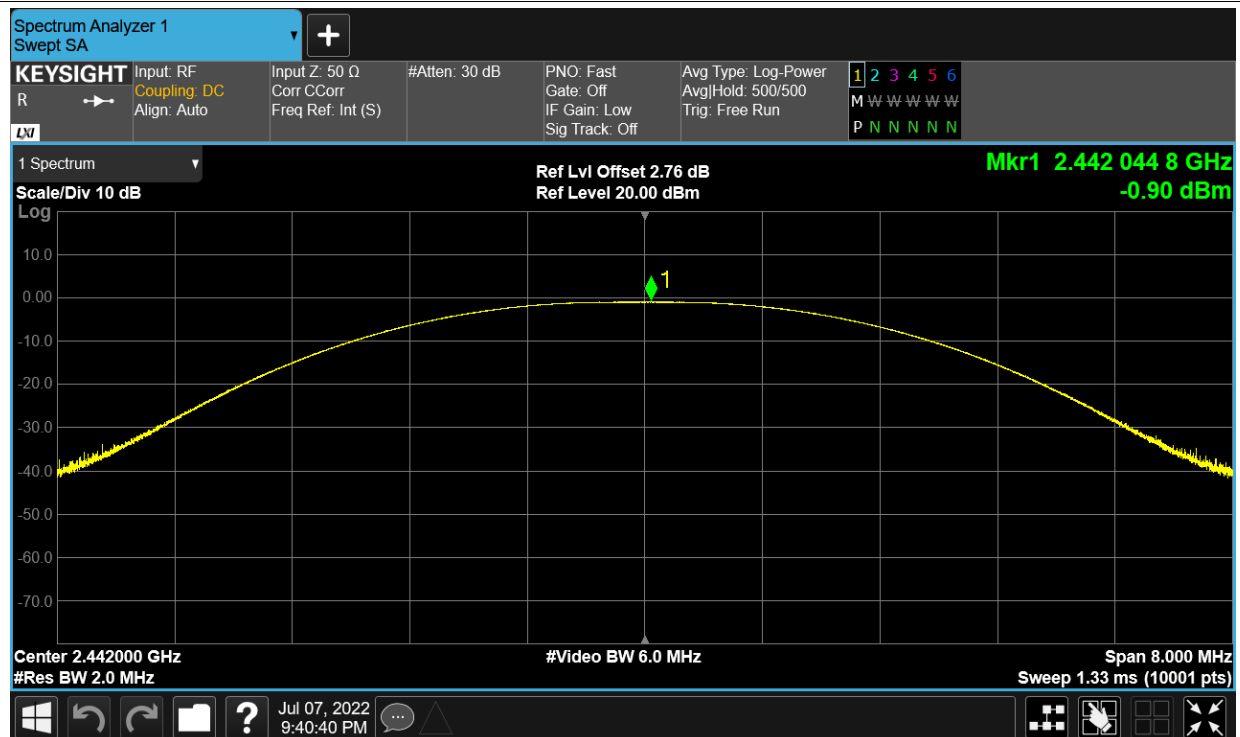 Spectrum Analyzer 1
Swept SA
KEYSIGHT
R
LXI
Input: RF
Coupling: DC
Align: Auto
Input Z: 50 Ω
Corr CCorr
Freq Ref: Int (S)
#Atten: 30 dB
PNO: Fast
Gate: Off
IF Gain: Low
Sig Track: Off
Avg Type: Log-Power
Avg|Hold: 500/500
Trig: Free Run
1 2 3 4 5 6
M W W W W W
P N N N N N
1 Spectrum
Scale/Div 10 dB
Ref Lvl Offset 2.76 dB
Ref Level 20.00 dBm
Mkr1 2.442 044 8 GHz
-0.90 dBm
Log
10.0
0.00
-10.0
-20.0
-30.0
-40.0
-50.0
-60.0
-70.0
1
Center 2.442000 GHz
#Res BW 2.0 MHz
#Video BW 6.0 MHz
Span 8.000 MHz
Sweep 1.33 ms (10001 pts)
?
Jul 07, 2022
9:40:40 PM